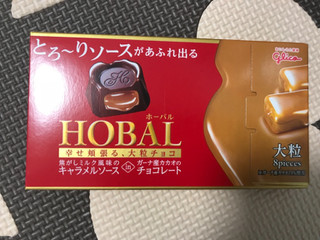 とろ〜りソースがあふれ出る
glico
ホーバル
HOBAL
幸せ頬張る、大粒チョコ
焦がしミルク風味の
キャラメルソース
in
ガーナ産カカオの
チョコレート
大粒
8pieces